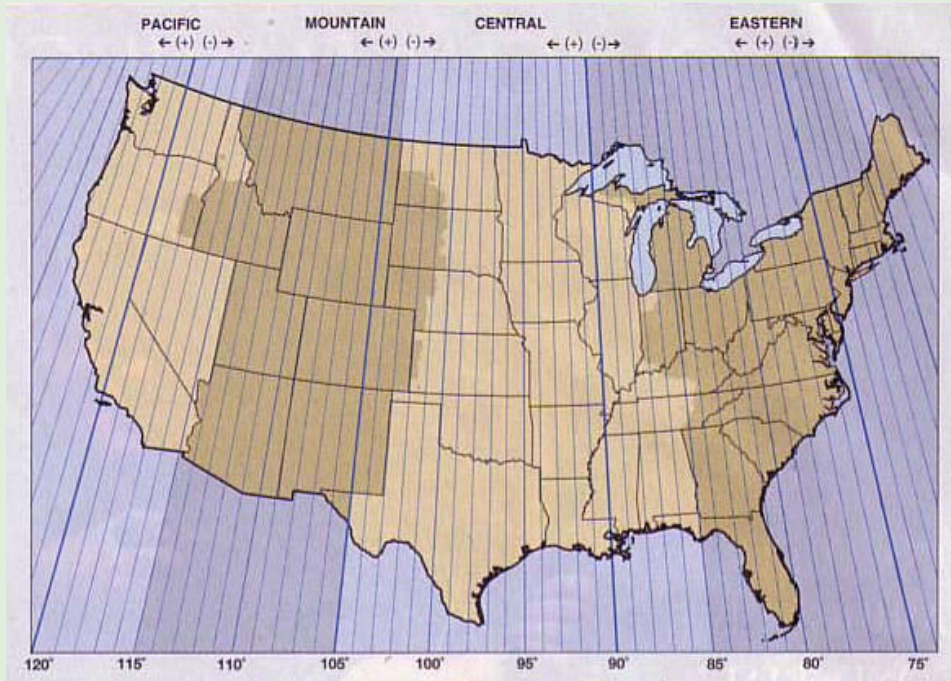 PACIFIC MOUNTAIN CENTRAL EASTERN
←(+) (-)→ ←(+) (-)→ ←(+) (-)→ ←(+) (-)→
120° 115° 110° 105° 100° 95° 90° 85° 80° 75°